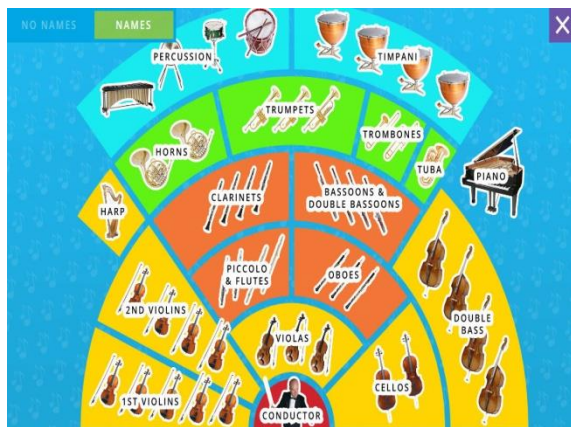 NO NAMES
NAMES
X
PERCUSSION
TIMPANI
TRUMPETS
HORNS
TROMBONES
TUBA
PIANO
HARP
CLARINETS
BASSOONS &
DOUBLE BASSOONS
PICCOLO
& FLUTES
OBOES
2ND VIOLINS
VIOLAS
DOUBLE
BASS
1ST VIOLINS
CELLOS
CONDUCTOR